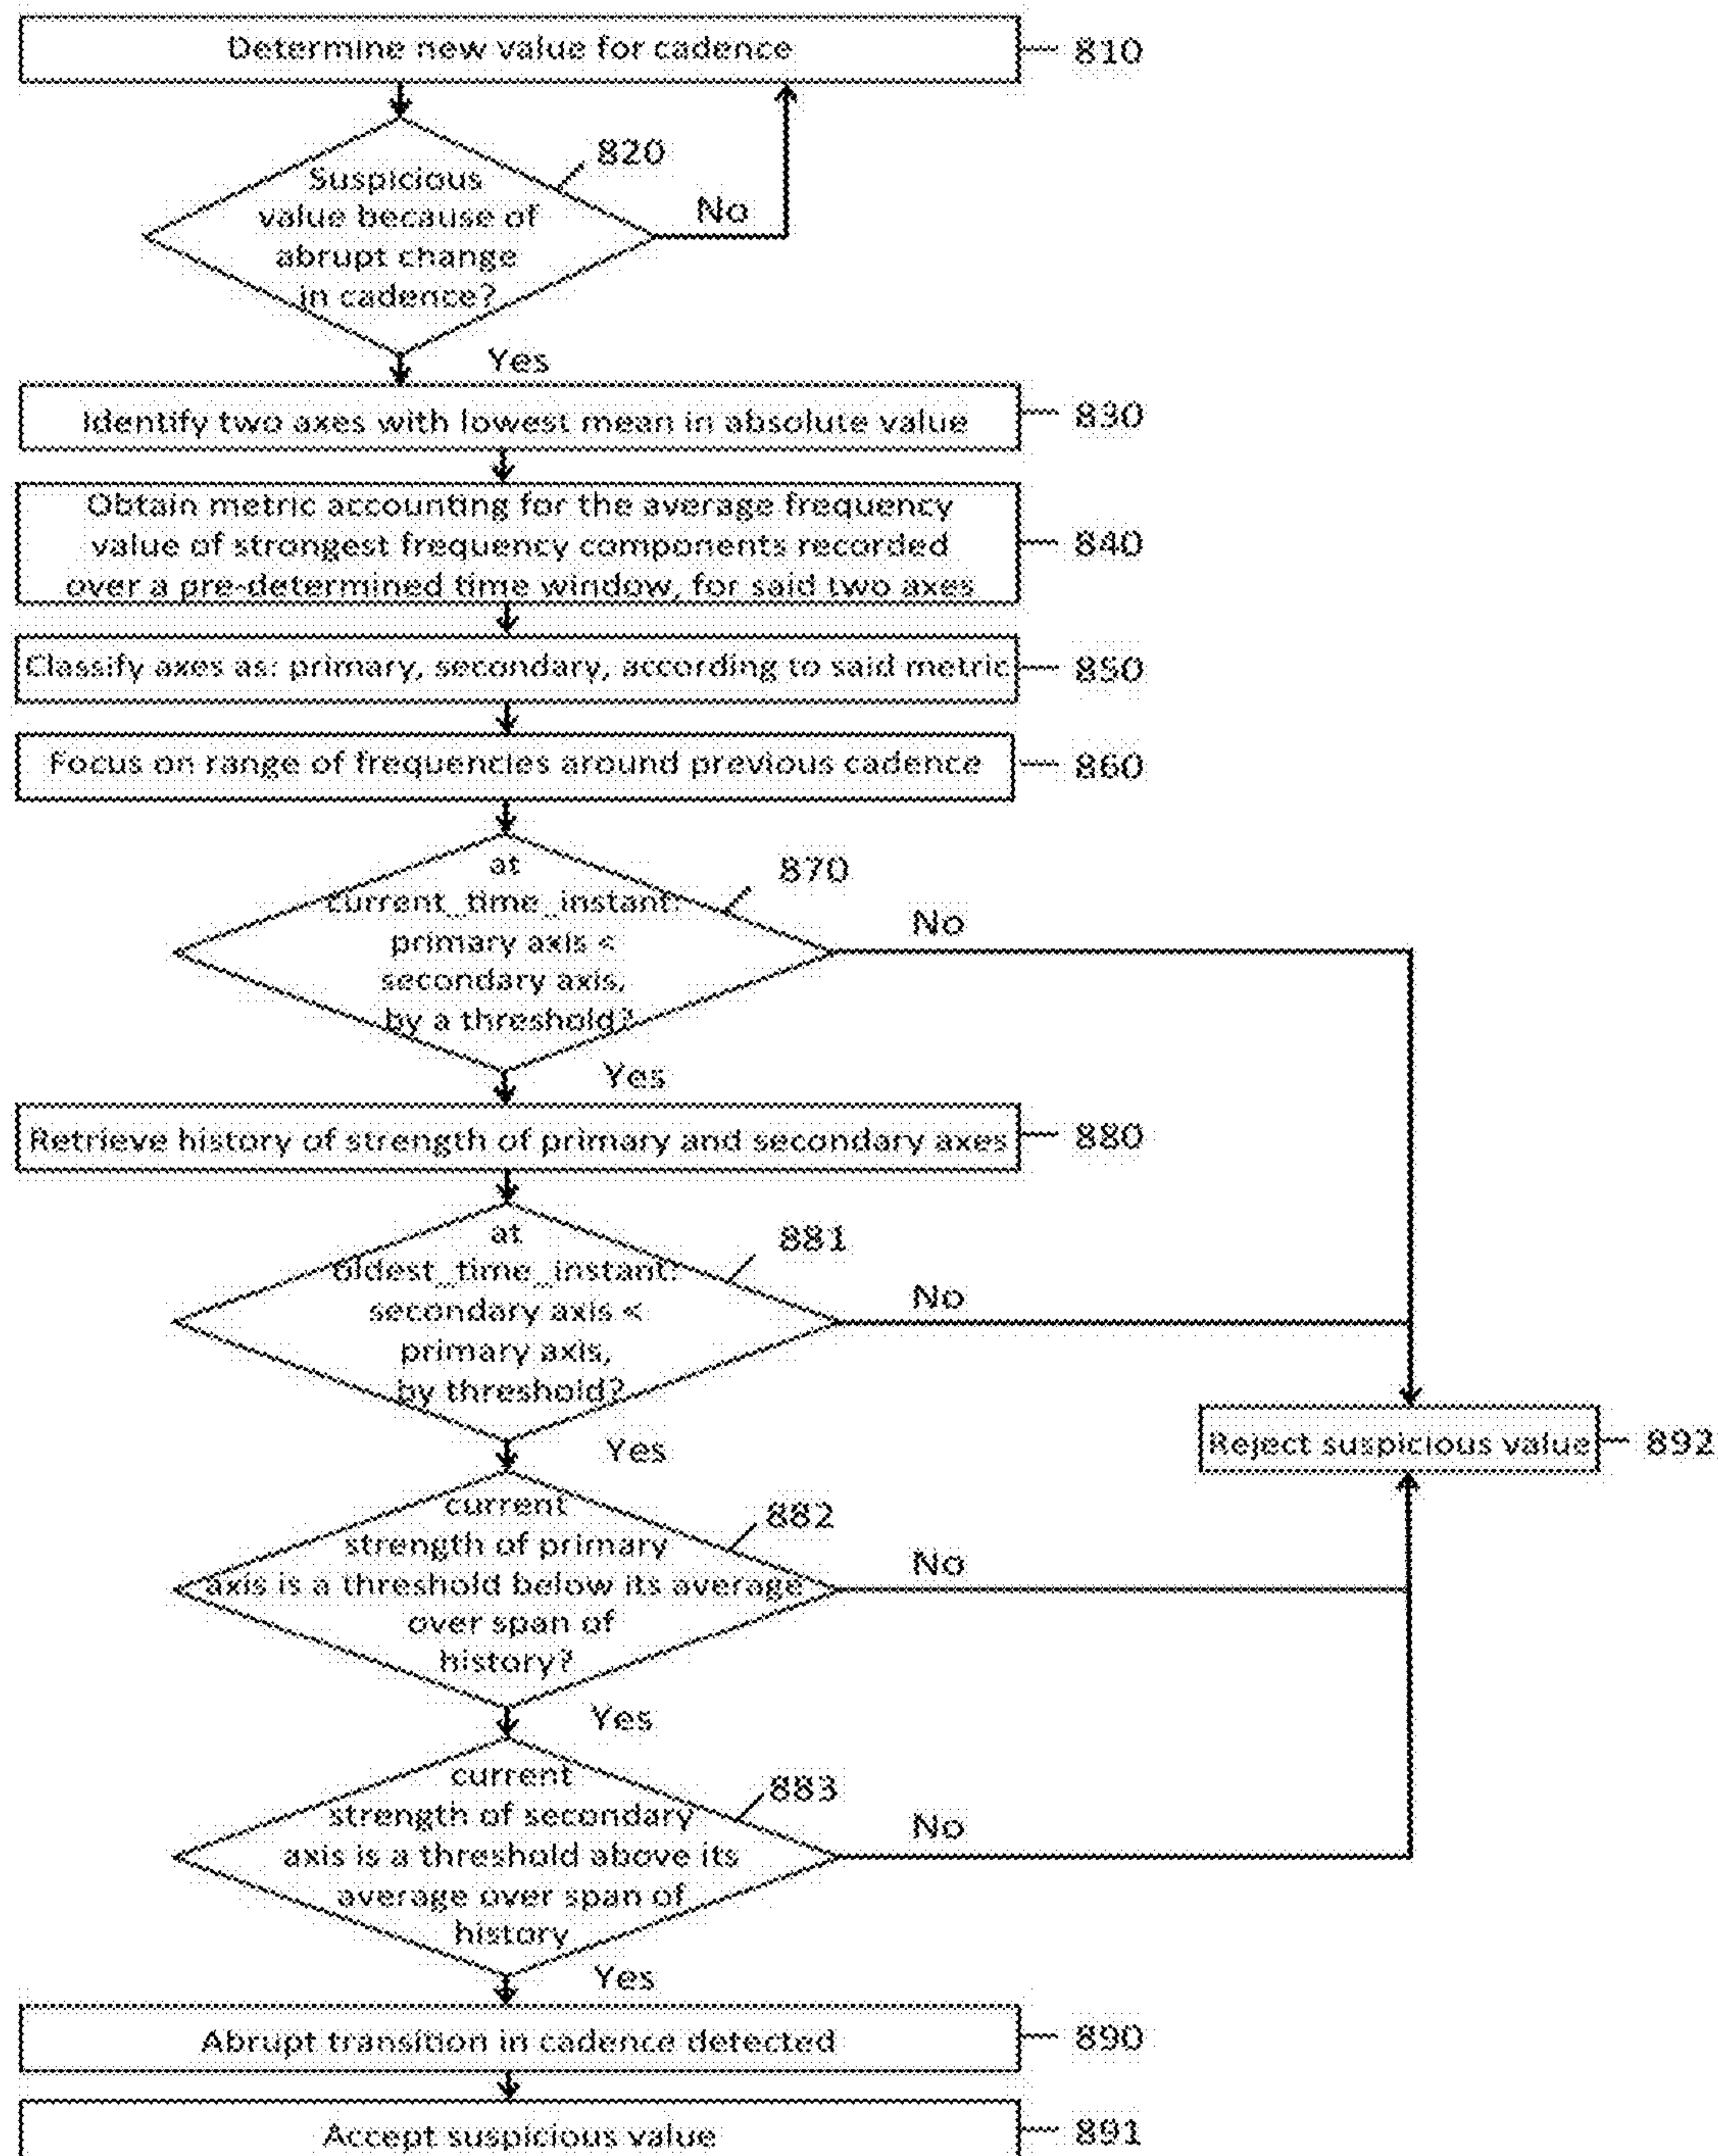 Determine new value for cadence
810
820
Suspicious
value because of
abrupt change
in cadence?
No
Yes
Identify two axes with lowest mean in absolute value
830
Obtain metric accounting for the average frequency
value of strongest frequency components recorded
over a pre-determined time window, for said two axes
840
Classify axes as: primary, secondary, according to said metric
850
Focus on range of frequencies around previous cadence
860
at
current_time_instant:
primary axis <
secondary axis,
by a threshold?
870
No
Yes
Retrieve history of strength of primary and secondary axes
880
at
oldest_time_instant:
secondary axis <
primary axis,
by threshold?
881
No
Yes
Reject suspicious value
892
current
strength of primary
axis is a threshold below its average
over span of
history?
882
No
Yes
current
strength of secondary
axis is a threshold above its
average over span of
history
883
No
Yes
Abrupt transition in cadence detected
890
Accept suspicious value
891